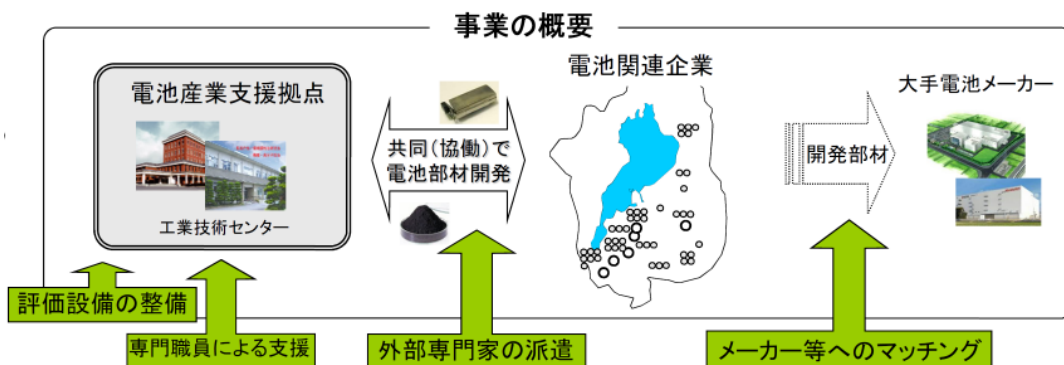 事業の概要
電池産業支援拠点
工業技術センター
共同(協働)で
電池部材開発
電池関連企業
開発部材
大手電池メーカー
評価設備の整備
専門職員による支援
外部専門家の派遣
メーカー等へのマッチング